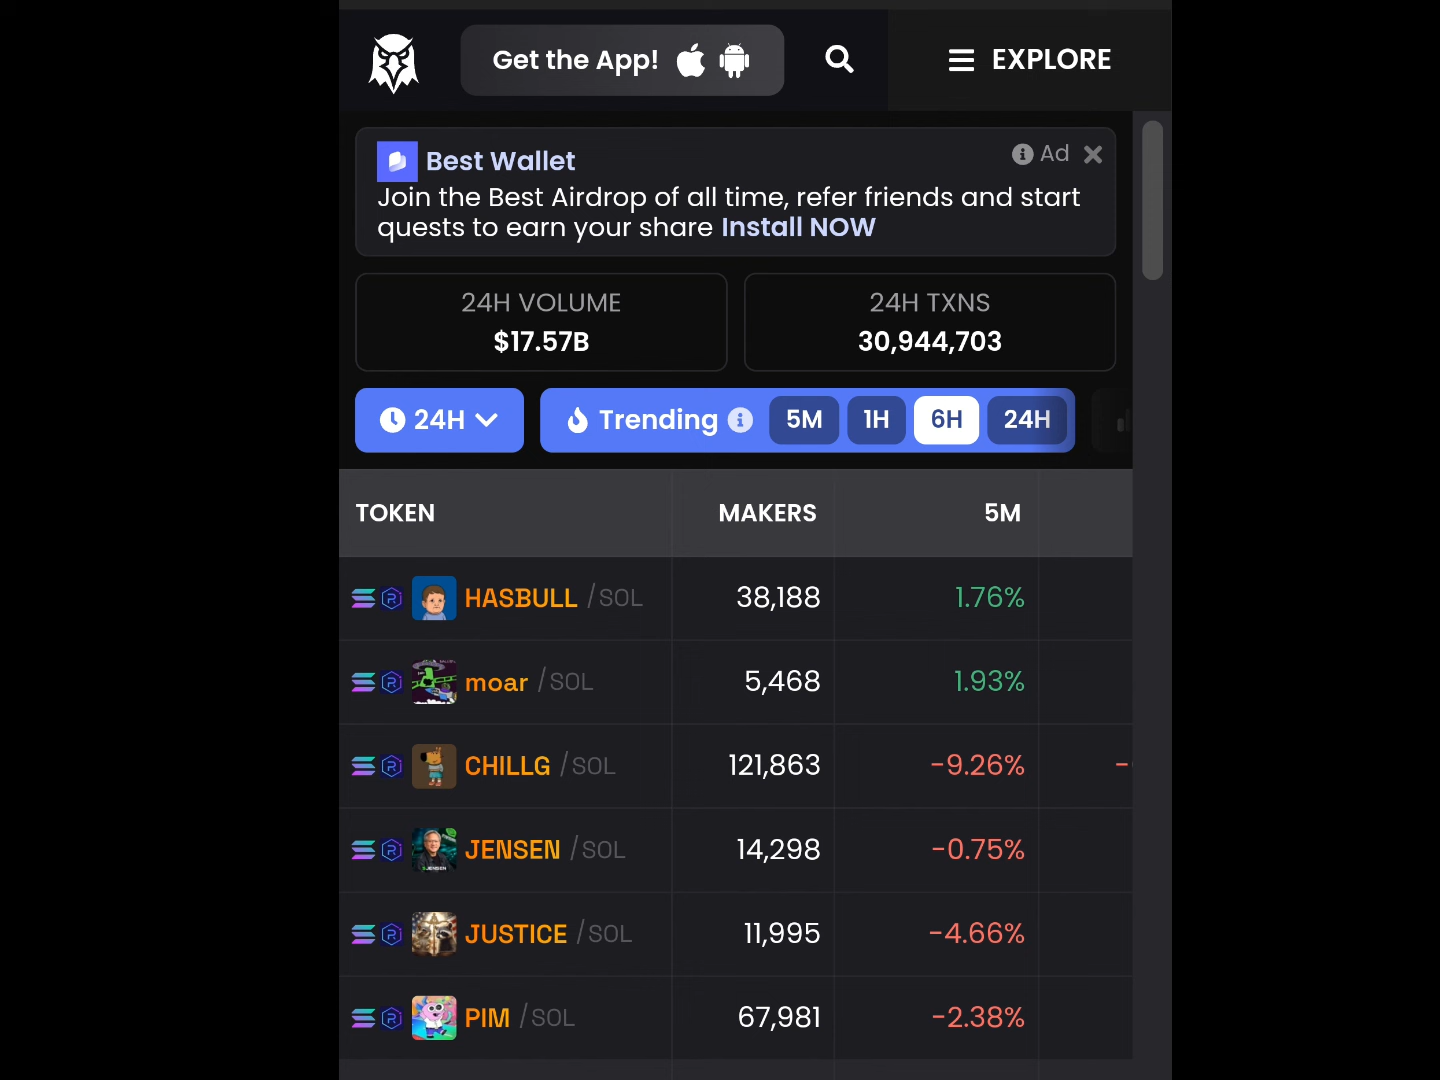 Get the App!
EXPLORE
Best Wallet
Ad
Join the Best Airdrop of all time, refer friends and start
quests to earn your share Install NOW
24H VOLUME
$17.57B
24H TXNS
30,944,703
24H
Trending 5M 1H 6H 24H
TOKEN MAKERS 5M
HASBULL /SOL 38,188 1.76%
moar /SOL 5,468 1.93%
CHILLG /SOL 121,863 -9.26% -
JENSEN /SOL 14,298 -0.75%
JUSTICE /SOL 11,995 -4.66%
PIM /SOL 67,981 -2.38%